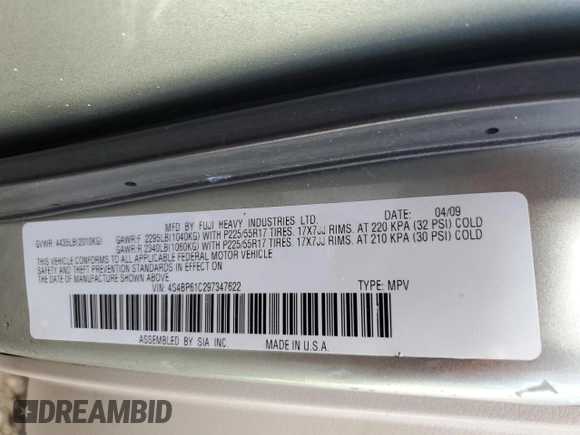 MFD BY FUJI HEAVY INDUSTRIES LTD. DATE: 04/09
GVWR: 4435LB(2010KG) GAWR:F 2295LB(1040KG) WITH P225/55R17 TIRES. 17X7JJ RIMS. AT 220 KPA (32 PSI) COLD
GAWR:R 2340LB(1060KG) WITH P225/55R17 TIRES. 17X7JJ RIMS. AT 210 KPA (30 PSI) COLD
THIS VEHICLE CONFORMS TO ALL APPLICABLE FEDERAL MOTOR VEHICLE
SAFETY AND THEFT PREVENTION STANDARDS IN EFFECT ON
THE DATE OF MANUFACTURE SHOWN ABOVE.
VIN: 4S4BP61C297347622 TYPE: MPV
ASSEMBLED BY SIA INC MADE IN U.S.A.
DREAMBID